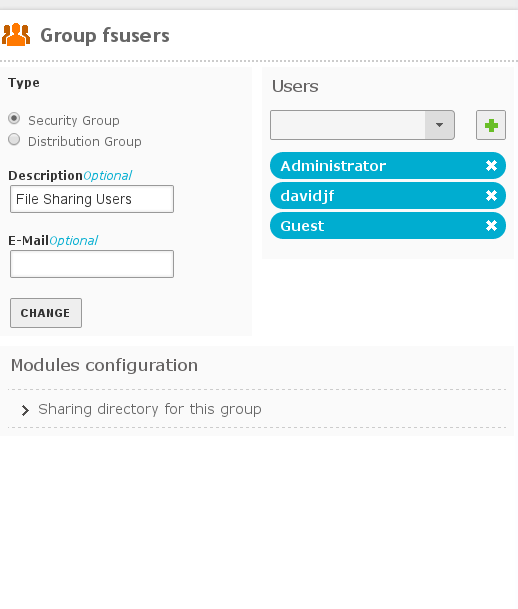 Group fsusers
Type
Security Group
Distribution Group
DescriptionOptional
File Sharing Users
E-MailOptional
CHANGE
Users
Administrator
davidjf
Guest
Modules configuration
Sharing directory for this group